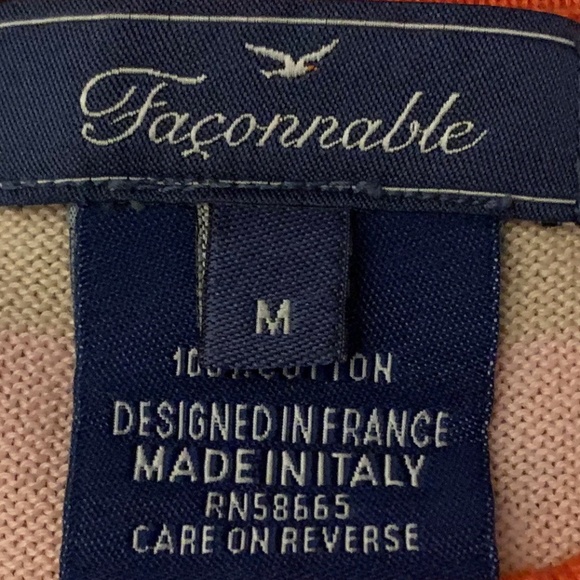 Façonnable
M
100% COTTON
DESIGNED IN FRANCE
MADE IN ITALY
RN58665
CARE ON REVERSE